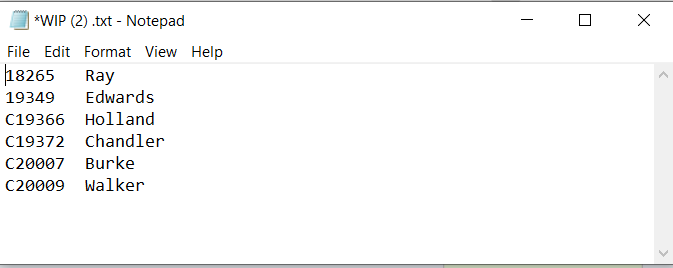 *WIP (2) .txt - Notepad
File Edit Format View Help
18265 Ray
19349 Edwards
C19366 Holland
C19372 Chandler
C20007 Burke
C20009 Walker